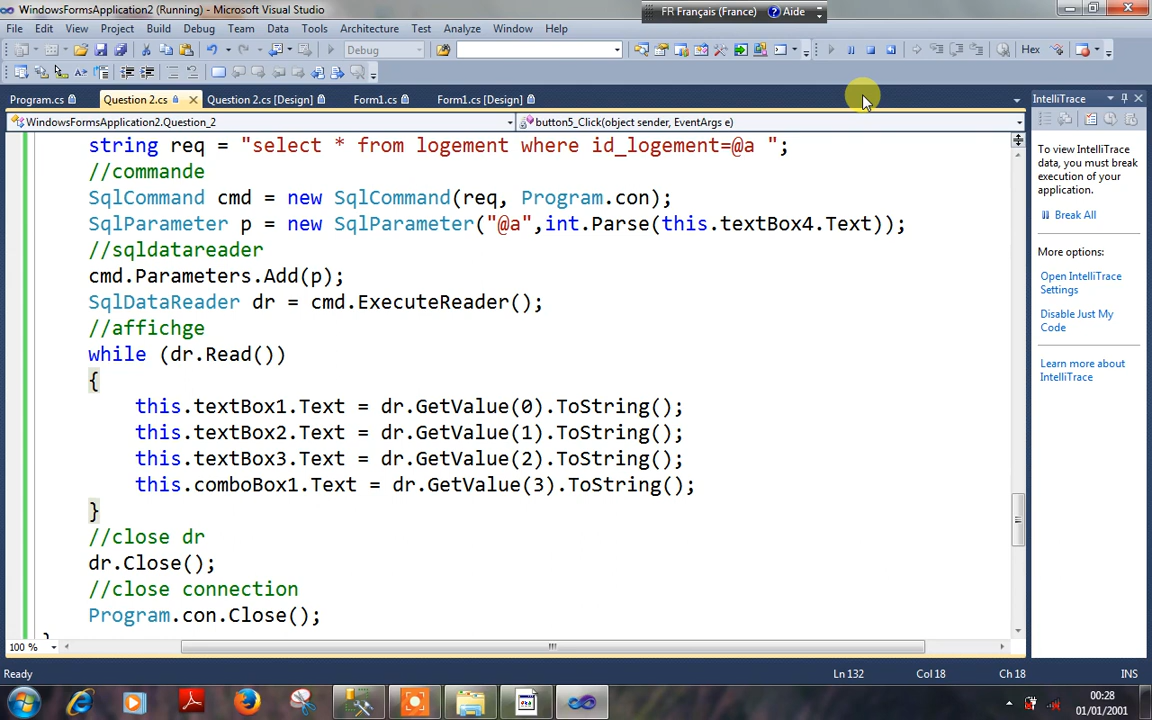 WindowsFormsApplication2 (Running) - Microsoft Visual Studio
FR Français (France) Aide
File Edit View Project Build Debug Team Data Tools Architecture Test Analyze Window Help
Debug Hex
Program.cs Question 2.cs Question 2.cs [Design] Form1.cs Form1.cs [Design]
IntelliTrace
WindowsFormsApplication2.Question_2 button5_Click(object sender, EventArgs e)
string req = "select * from logement where id_logement=@a ";
//commande
SqlCommand cmd = new SqlCommand(req, Program.con);
SqlParameter p = new SqlParameter("@a",int.Parse(this.textBox4.Text));
//sqldatareader
cmd.Parameters.Add(p);
SqlDataReader dr = cmd.ExecuteReader();
//affichge
while (dr.Read())
{
this.textBox1.Text = dr.GetValue(0).ToString();
this.textBox2.Text = dr.GetValue(1).ToString();
this.textBox3.Text = dr.GetValue(2).ToString();
this.comboBox1.Text = dr.GetValue(3).ToString();
}
//close dr
dr.Close();
//close connection
Program.con.Close();
100 %
To view IntelliTrace
data, you must break
execution of your
application.
Break All
More options:
Open IntelliTrace
Settings
Disable Just My
Code
Learn more about
IntelliTrace
Ready Ln 132 Col 18 Ch 18 INS
00:28
01/01/2001